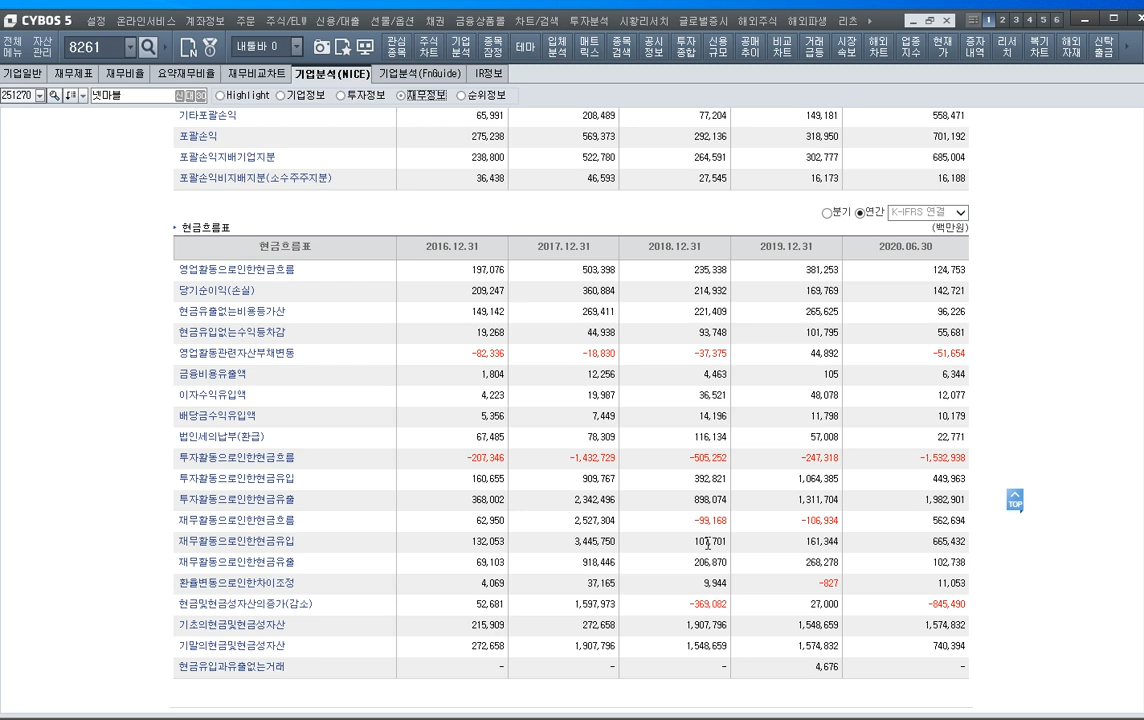 CYBOS 5 설정 온라인서비스 계좌정보 주문 주식/ELW 신용/대출 선물/옵션 채권 금융상품몰 차트/검색 투자분석 시황리서치 글로벌증시 해외주식 해외파생 리츠 1 2 3 4 5 6
전체메뉴 자산관리 8261 내툴바 0 관심종목 주식차트 기업분석 종목잠정 테마 입체분석 매트릭스 종목검색 공시정보 투자종합 신용규모 공매추이 비교차트 거래급등 시장속보 해외차트 업종지수 현재가 증자내역 리서치 복기차트 해외자재 신탁출금
기업일반 재무제표 재무비율 요약재무비율 재무비교차트 기업분석(NICE) 기업분석(FnGuide) IR정보
251270 넷마블 Highlight 기업정보 투자정보 재무정보 순위정보
기타포괄손익 65,991 208,489 77,204 149,181 558,471
포괄손익 275,238 569,373 292,136 318,950 701,192
포괄손익지배기업지분 238,800 522,780 264,591 302,777 685,004
포괄손익비지배지분(소수주주지분) 36,438 46,593 27,545 16,173 16,188
분기 연간 K-IFRS 연결
현금흐름표 (백만원)
현금흐름표 2016.12.31 2017.12.31 2018.12.31 2019.12.31 2020.06.30
영업활동으로인한현금흐름 197,076 503,398 235,338 381,253 124,753
당기순이익(손실) 209,247 360,884 214,932 169,769 142,721
현금유출없는비용등가산 149,142 269,411 221,409 265,625 96,226
현금유입없는수익등차감 19,268 44,938 93,748 101,795 55,681
영업활동관련자산부채변동 -82,336 -18,830 -37,375 44,892 -51,654
금융비용유출액 1,804 12,256 4,463 105 6,344
이자수익유입액 4,223 19,987 36,521 48,078 12,077
배당금수익유입액 5,356 7,449 14,196 11,798 10,179
법인세의납부(환급) 67,485 78,309 116,134 57,008 22,771
투자활동으로인한현금흐름 -207,346 -1,432,729 -505,252 -247,318 -1,532,938
투자활동으로인한현금유입 160,655 909,767 392,821 1,064,385 449,963
투자활동으로인한현금유출 368,002 2,342,496 898,074 1,311,704 1,982,901
재무활동으로인한현금흐름 62,950 2,527,304 -99,168 -106,934 562,694
재무활동으로인한현금유입 132,053 3,445,750 107,701 161,344 665,432
재무활동으로인한현금유출 69,103 918,446 206,870 268,278 102,738
환율변동으로인한차이조정 4,069 37,165 9,944 -827 11,053
현금및현금성자산의증가(감소) 52,681 1,597,973 -369,082 27,000 -845,490
기초의현금및현금성자산 215,909 272,658 1,907,796 1,548,659 1,574,832
기말의현금및현금성자산 272,658 1,907,796 1,548,659 1,574,832 740,394
현금유입과유출없는거래 - - - 4,676 -
TOP